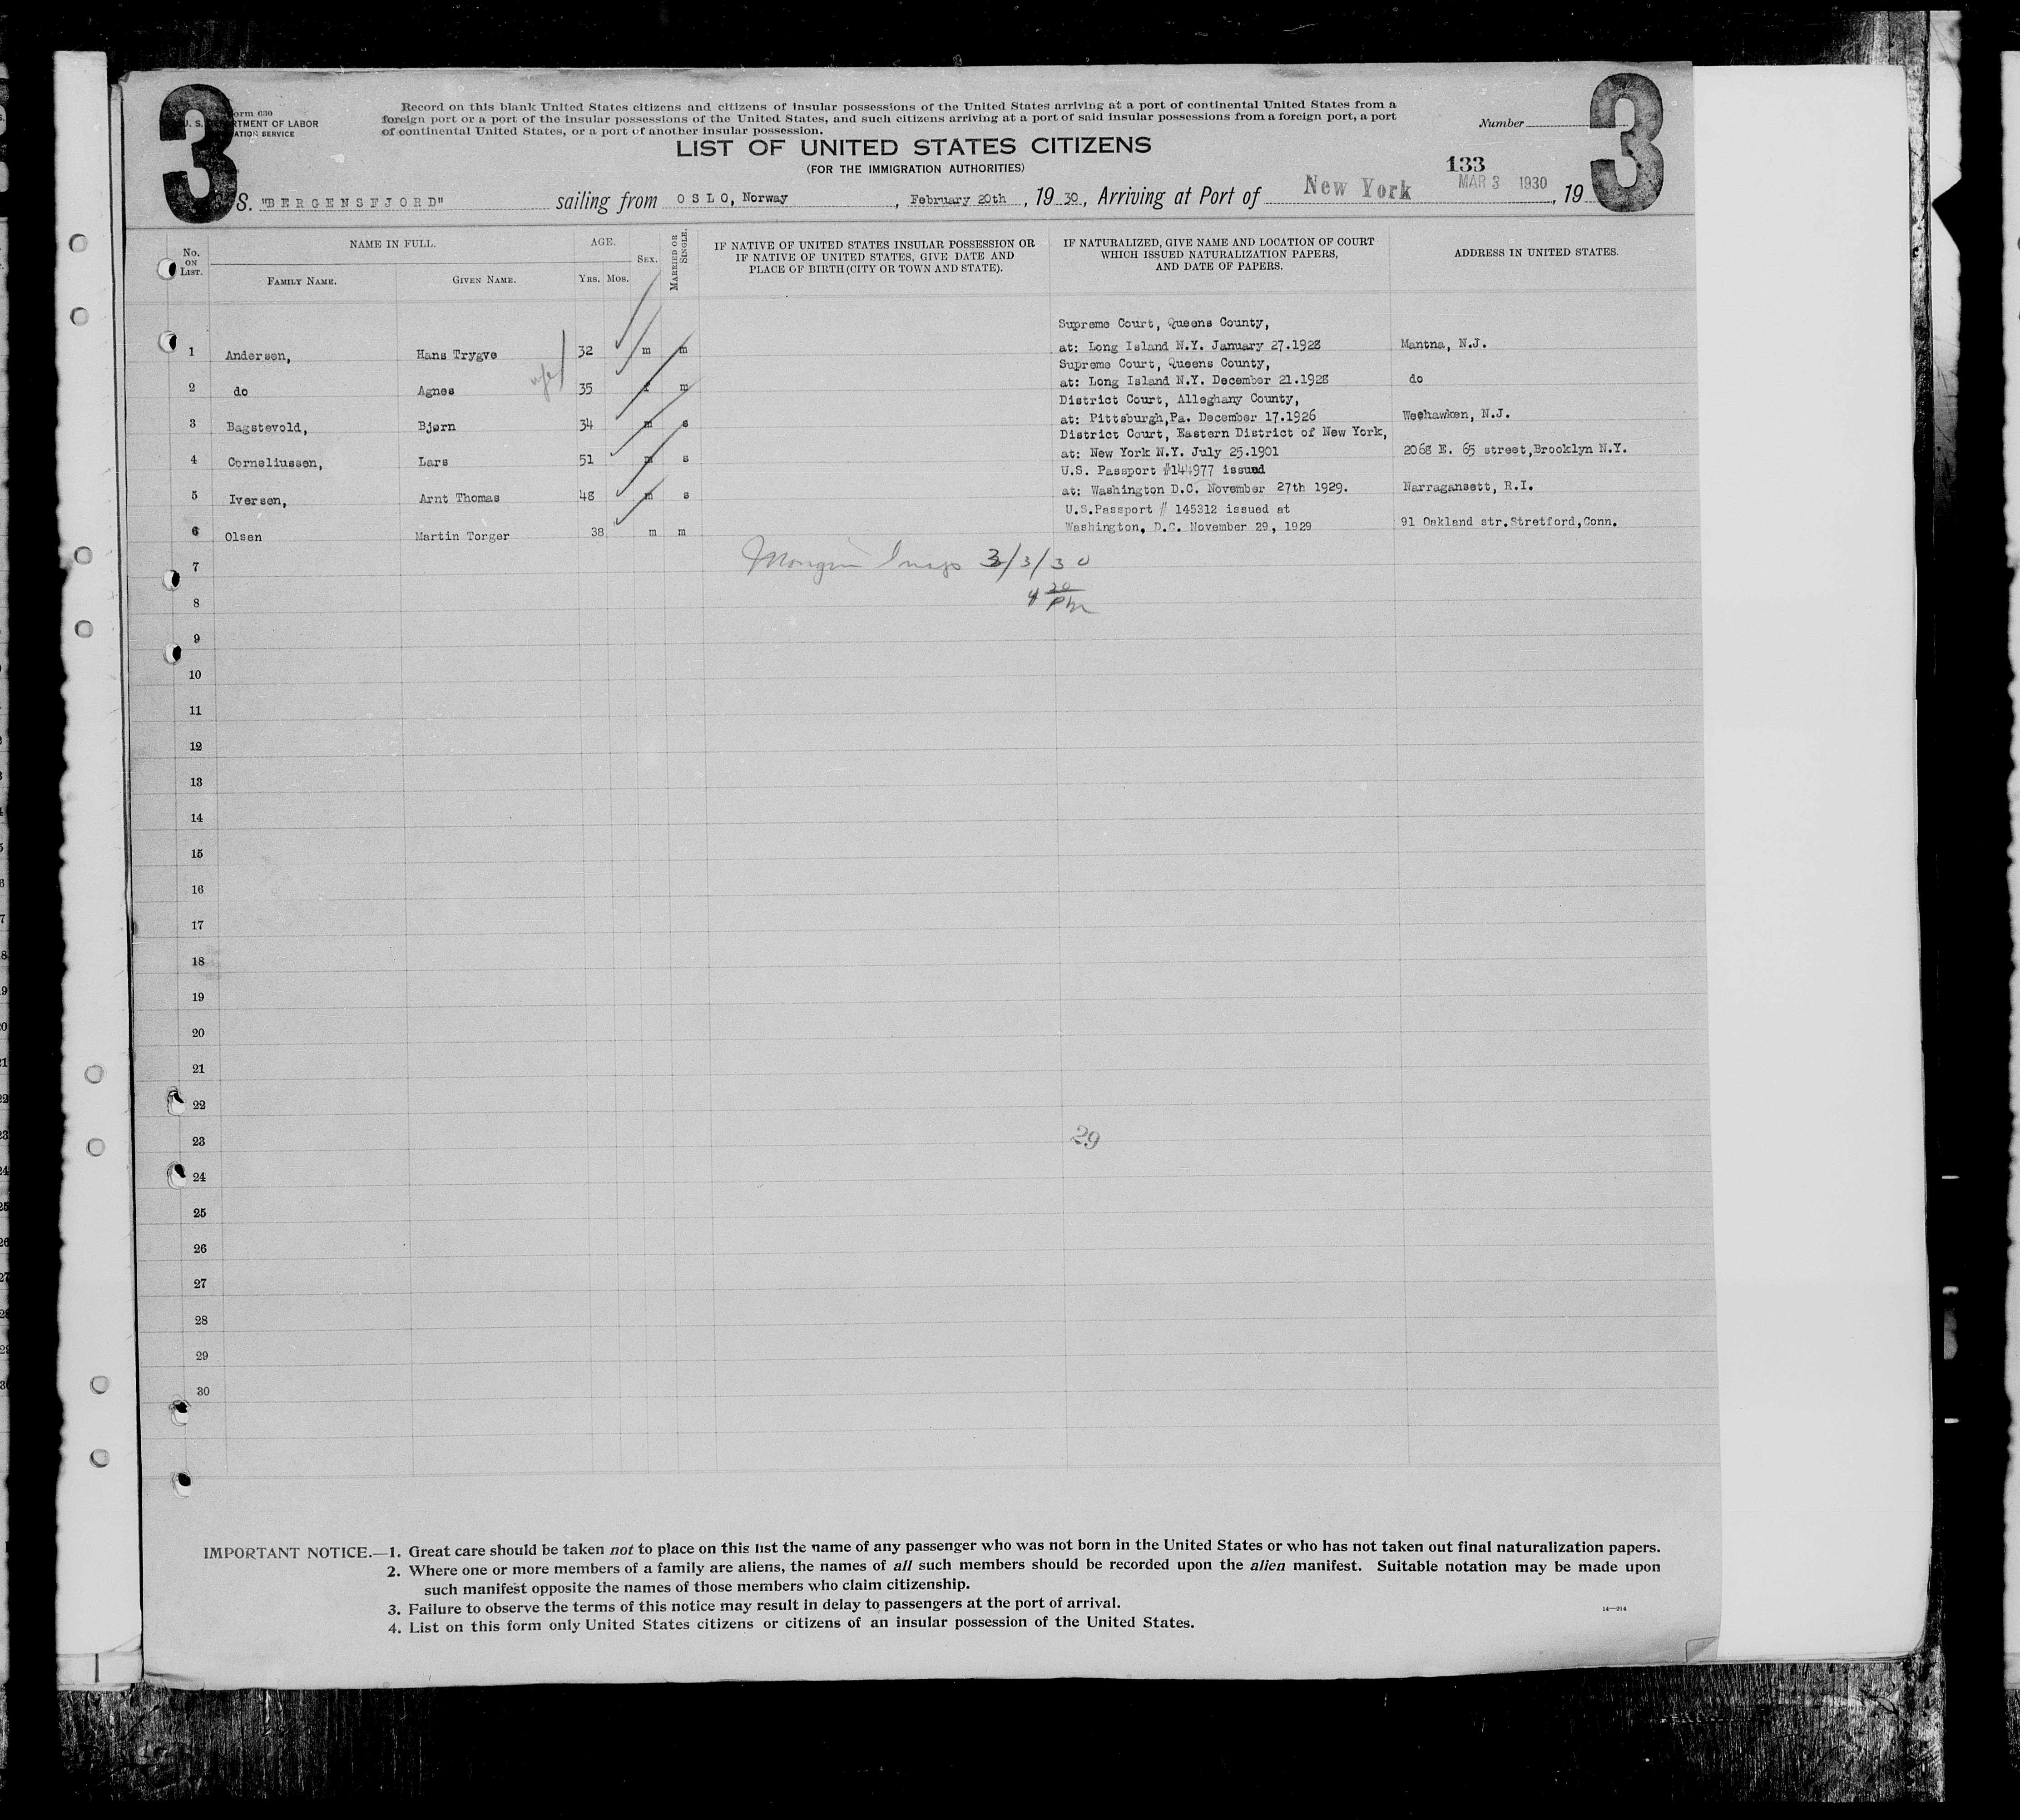 3
3
Form 630
U. S. DEPARTMENT OF LABOR
IMMIGRATION SERVICE
Record on this blank United States citizens and citizens of insular possessions of the United States arriving at a port of continental United States from a
foreign port or a port of the insular possessions of the United States, and such citizens arriving at a port of said insular possessions from a foreign port, a port
of continental United States, or a port of another insular possession.
Number
LIST OF UNITED STATES CITIZENS
(FOR THE IMMIGRATION AUTHORITIES)
133
S. "BERGENSFJORD" sailing from OSLO, Norway, February 20th, 1930, Arriving at Port of New York MAR 3 1930, 19
No. ON LIST.
NAME IN FULL.
FAMILY NAME.
GIVEN NAME.
AGE.
YRS. MOS.
SEX.
MARRIED OR SINGLE.
IF NATIVE OF UNITED STATES INSULAR POSSESSION OR
IF NATIVE OF UNITED STATES, GIVE DATE AND
PLACE OF BIRTH (CITY OR TOWN AND STATE).
IF NATURALIZED, GIVE NAME AND LOCATION OF COURT
WHICH ISSUED NATURALIZATION PAPERS,
AND DATE OF PAPERS.
ADDRESS IN UNITED STATES.
Supreme Court, Queens County,
1 Andersen, Hans Trygve 32 m m at: Long Island N.Y. January 27.1928 Mantna, N.J.
Supreme Court, Queens County,
2 do Agnes 35 f m at: Long Island N.Y. December 21.1928 do
District Court, Alleghany County,
3 Bagstevold, Bjørn 34 m s at: Pittsburgh,Pa. December 17.1926 Weehawken, N.J.
District Court, Eastern District of New York,
4 Corneliussen, Lars 51 m s at: New York N.Y. July 25.1901 2068 E. 65 street,Brooklyn N.Y.
U.S. Passport #144977 issued
5 Iversen, Arnt Thomas 48 m s at: Washington D.C. November 27th 1929. Narragansett, R.I.
U.S.Passport # 145312 issued at
6 Olsen Martin Torger 38 m m Washington, D.C. November 29, 1929 91 Oakland str.Stretford,Conn.
7 3/3/30
8 4 20 Pm
9
10
11
12
13
14
15
16
17
18
19
20
21
22
23 29
24
25
26
27
28
29
30
IMPORTANT NOTICE.—1. Great care should be taken not to place on this list the name of any passenger who was not born in the United States or who has not taken out final naturalization papers.
2. Where one or more members of a family are aliens, the names of all such members should be recorded upon the alien manifest. Suitable notation may be made upon
such manifest opposite the names of those members who claim citizenship.
3. Failure to observe the terms of this notice may result in delay to passengers at the port of arrival.
4. List on this form only United States citizens or citizens of an insular possession of the United States.
14—214